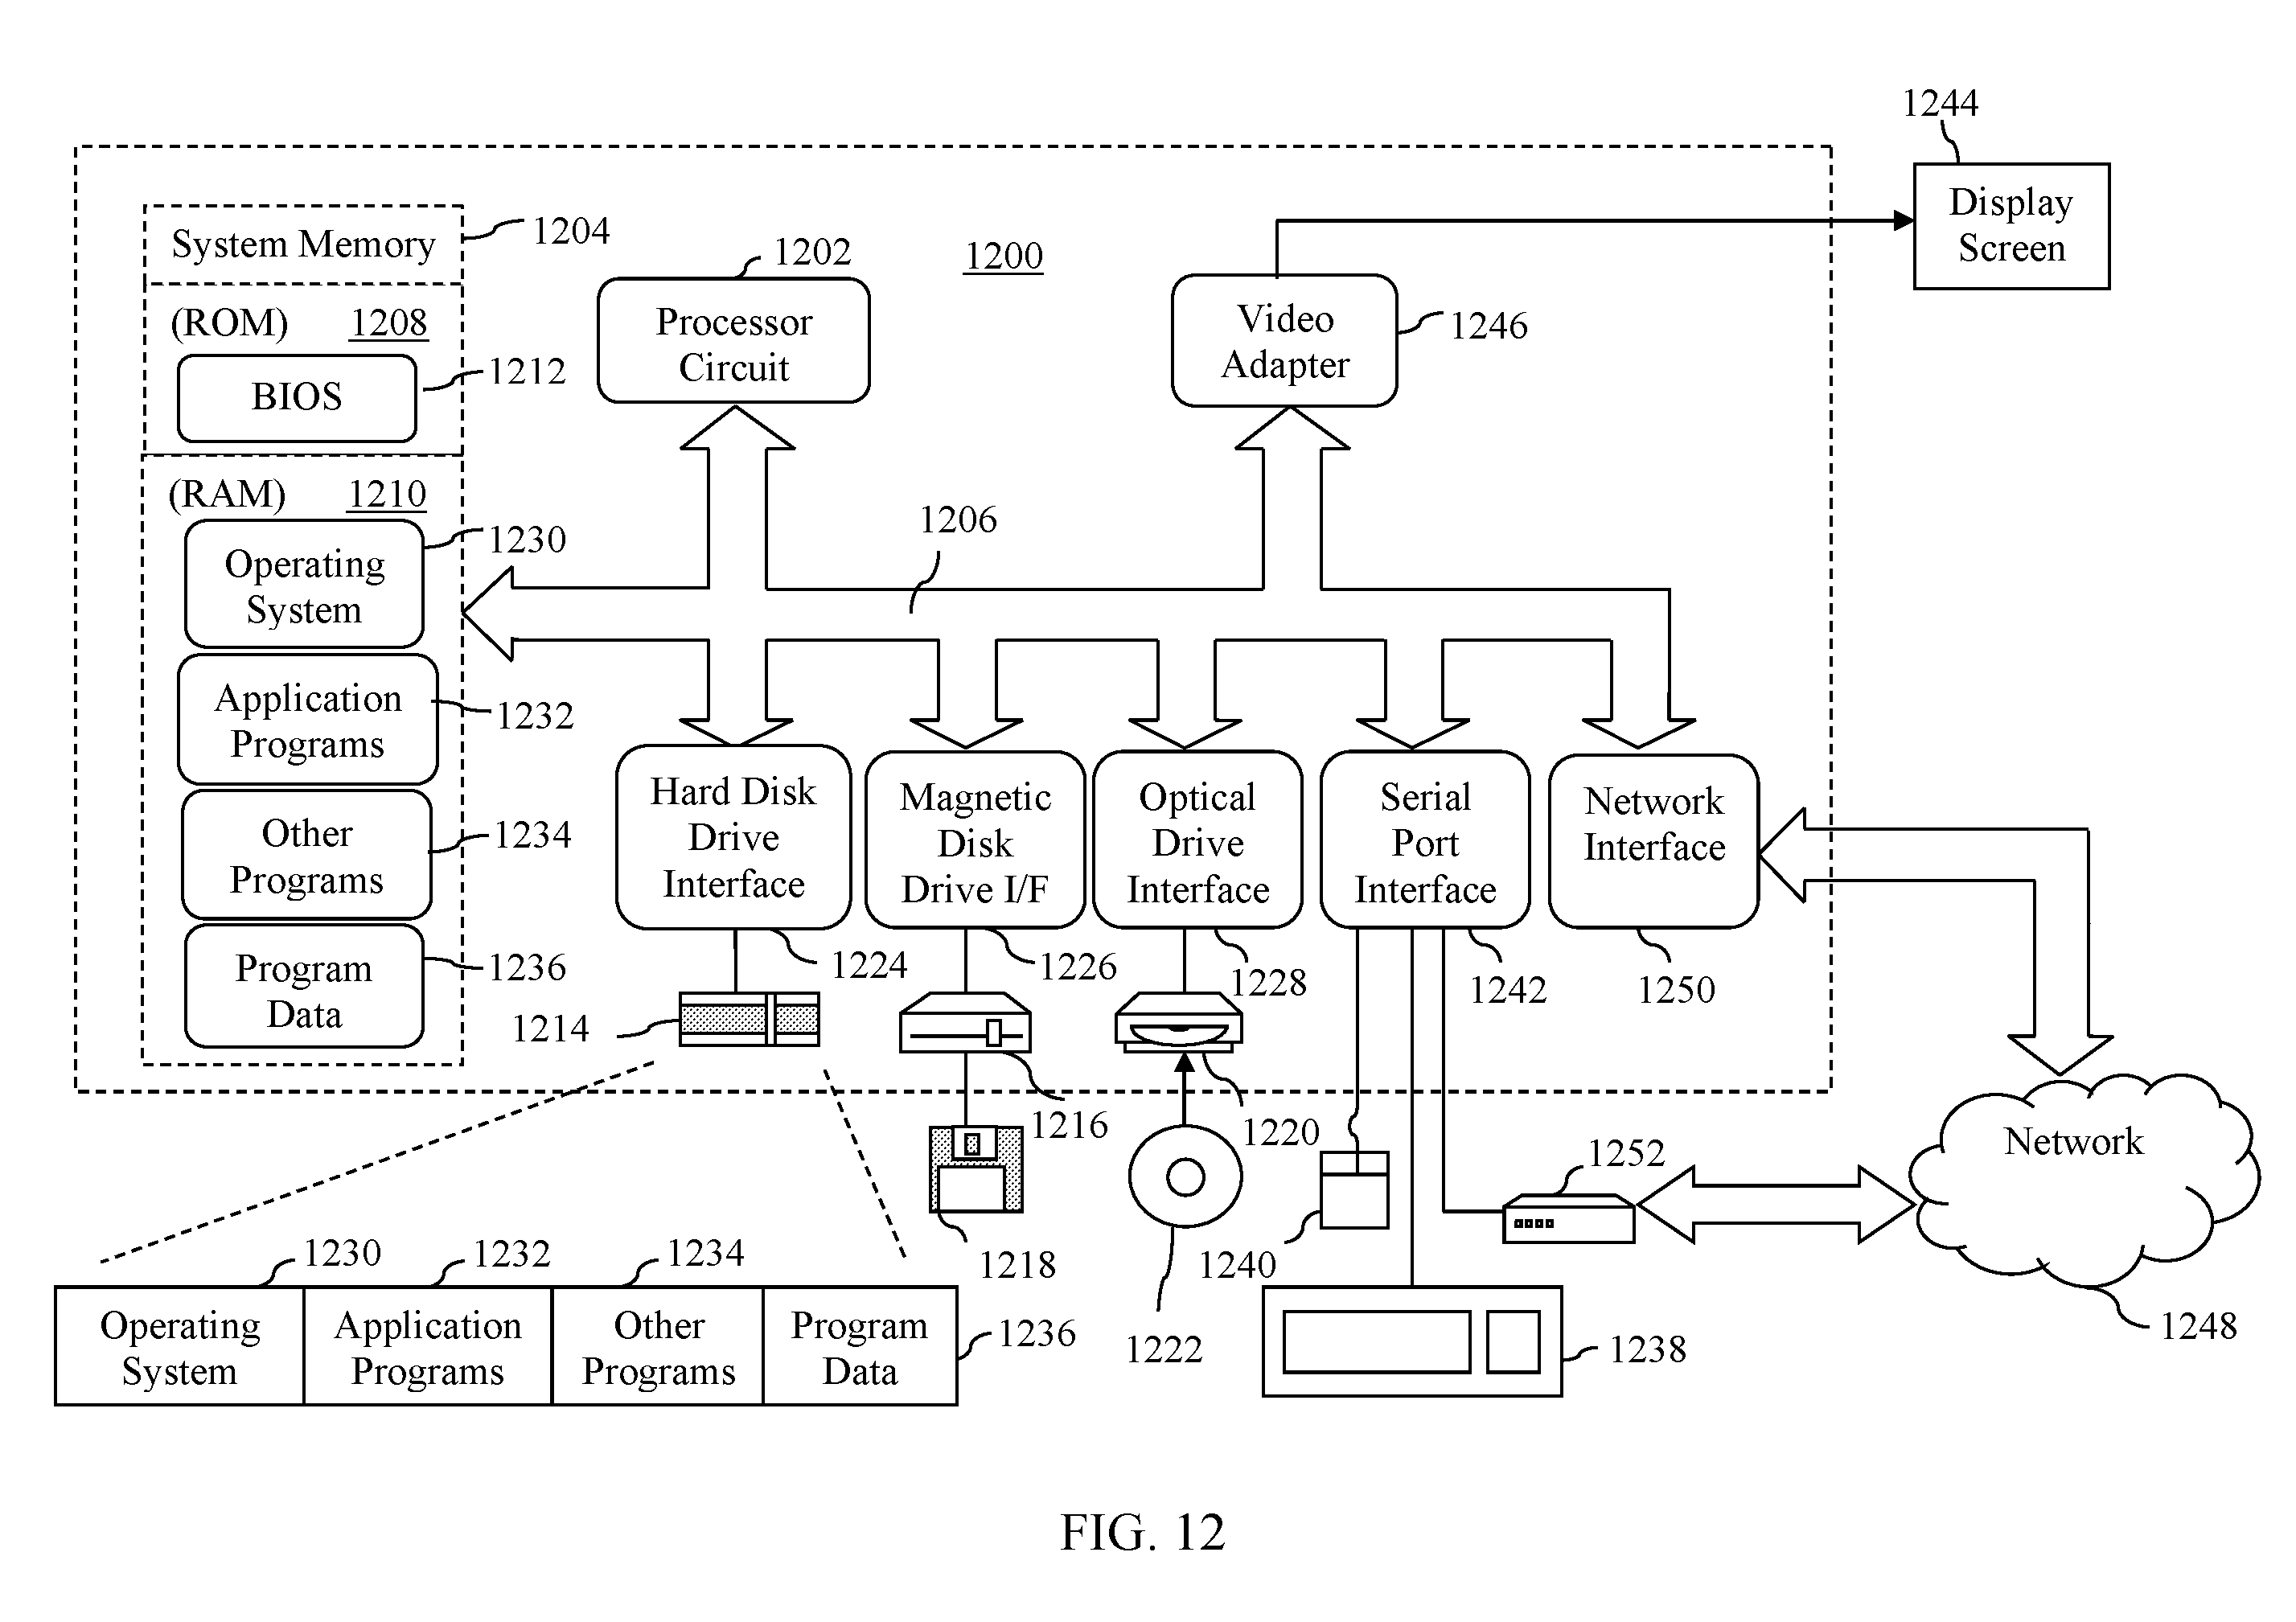 1244
Display
Screen
System Memory
1204
1202
1200
Processor
Circuit
Video
Adapter
1246
(ROM) 1208
BIOS
1212
(RAM) 1210
Operating
System
1230
1206
Application
Programs
1232
Other
Programs
1234
Program
Data
1236
Hard Disk
Drive
Interface
1224
Magnetic
Disk
Drive I/F
1226
Optical
Drive
Interface
1228
Serial
Port
Interface
1242
Network
Interface
1250
1214
1216
1220
1218
1222
1240
1252
Network
1248
1238
1230
1232
1234
Operating
System
Application
Programs
Other
Programs
Program
Data
1236
FIG. 12